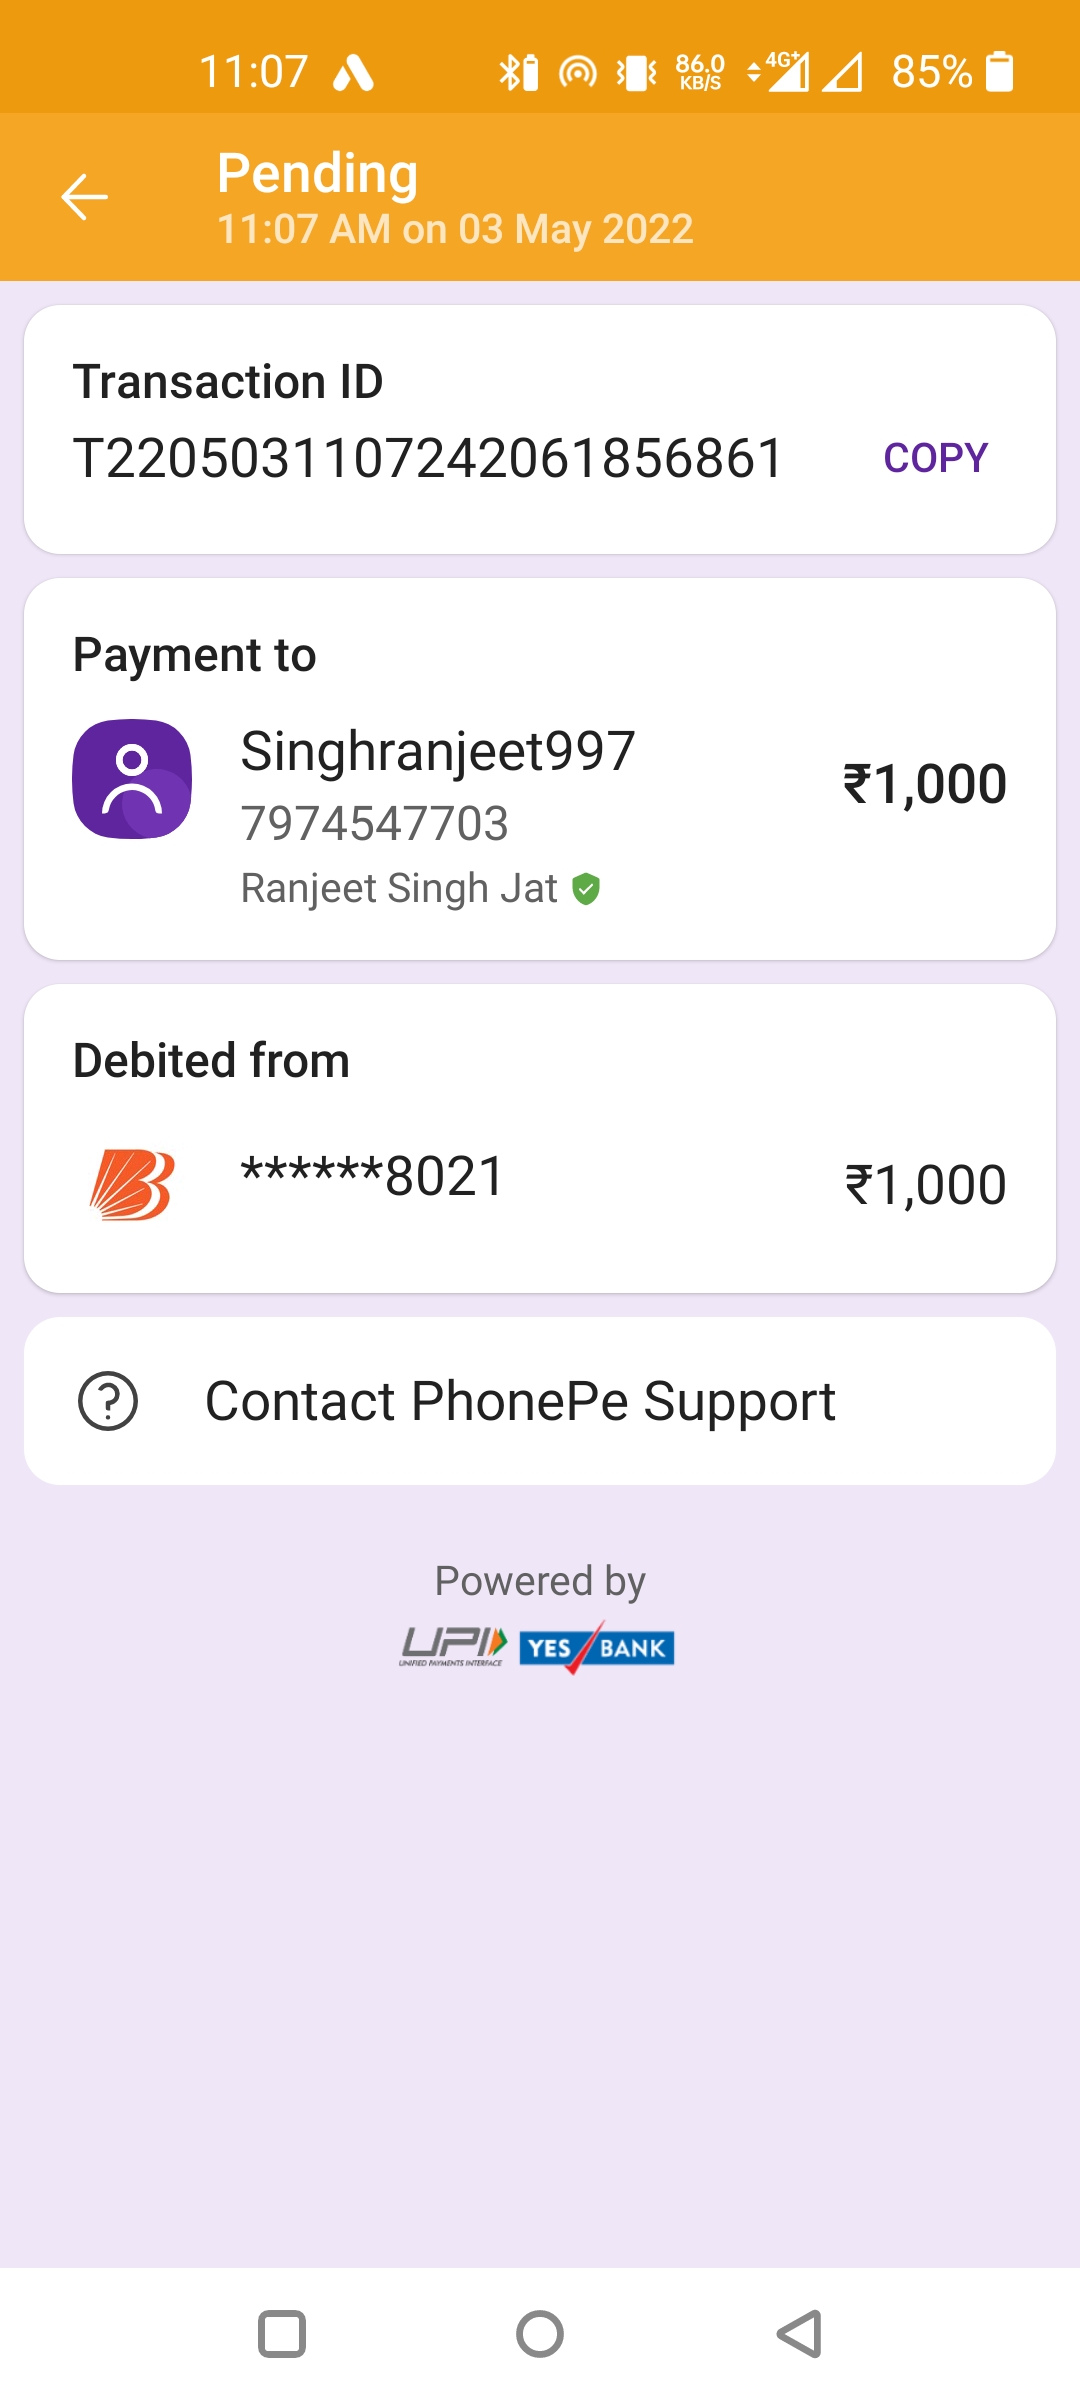 11:07 86.0 KB/S 4G+ 85%
Pending
11:07 AM on 03 May 2022
Transaction ID
T2205031107242061856861 COPY
Payment to
Singhranjeet997
7974547703
₹1,000
Ranjeet Singh Jat
Debited from
******8021 ₹1,000
Contact PhonePe Support
Powered by
UPI UNIFIED PAYMENTS INTERFACE YES BANK